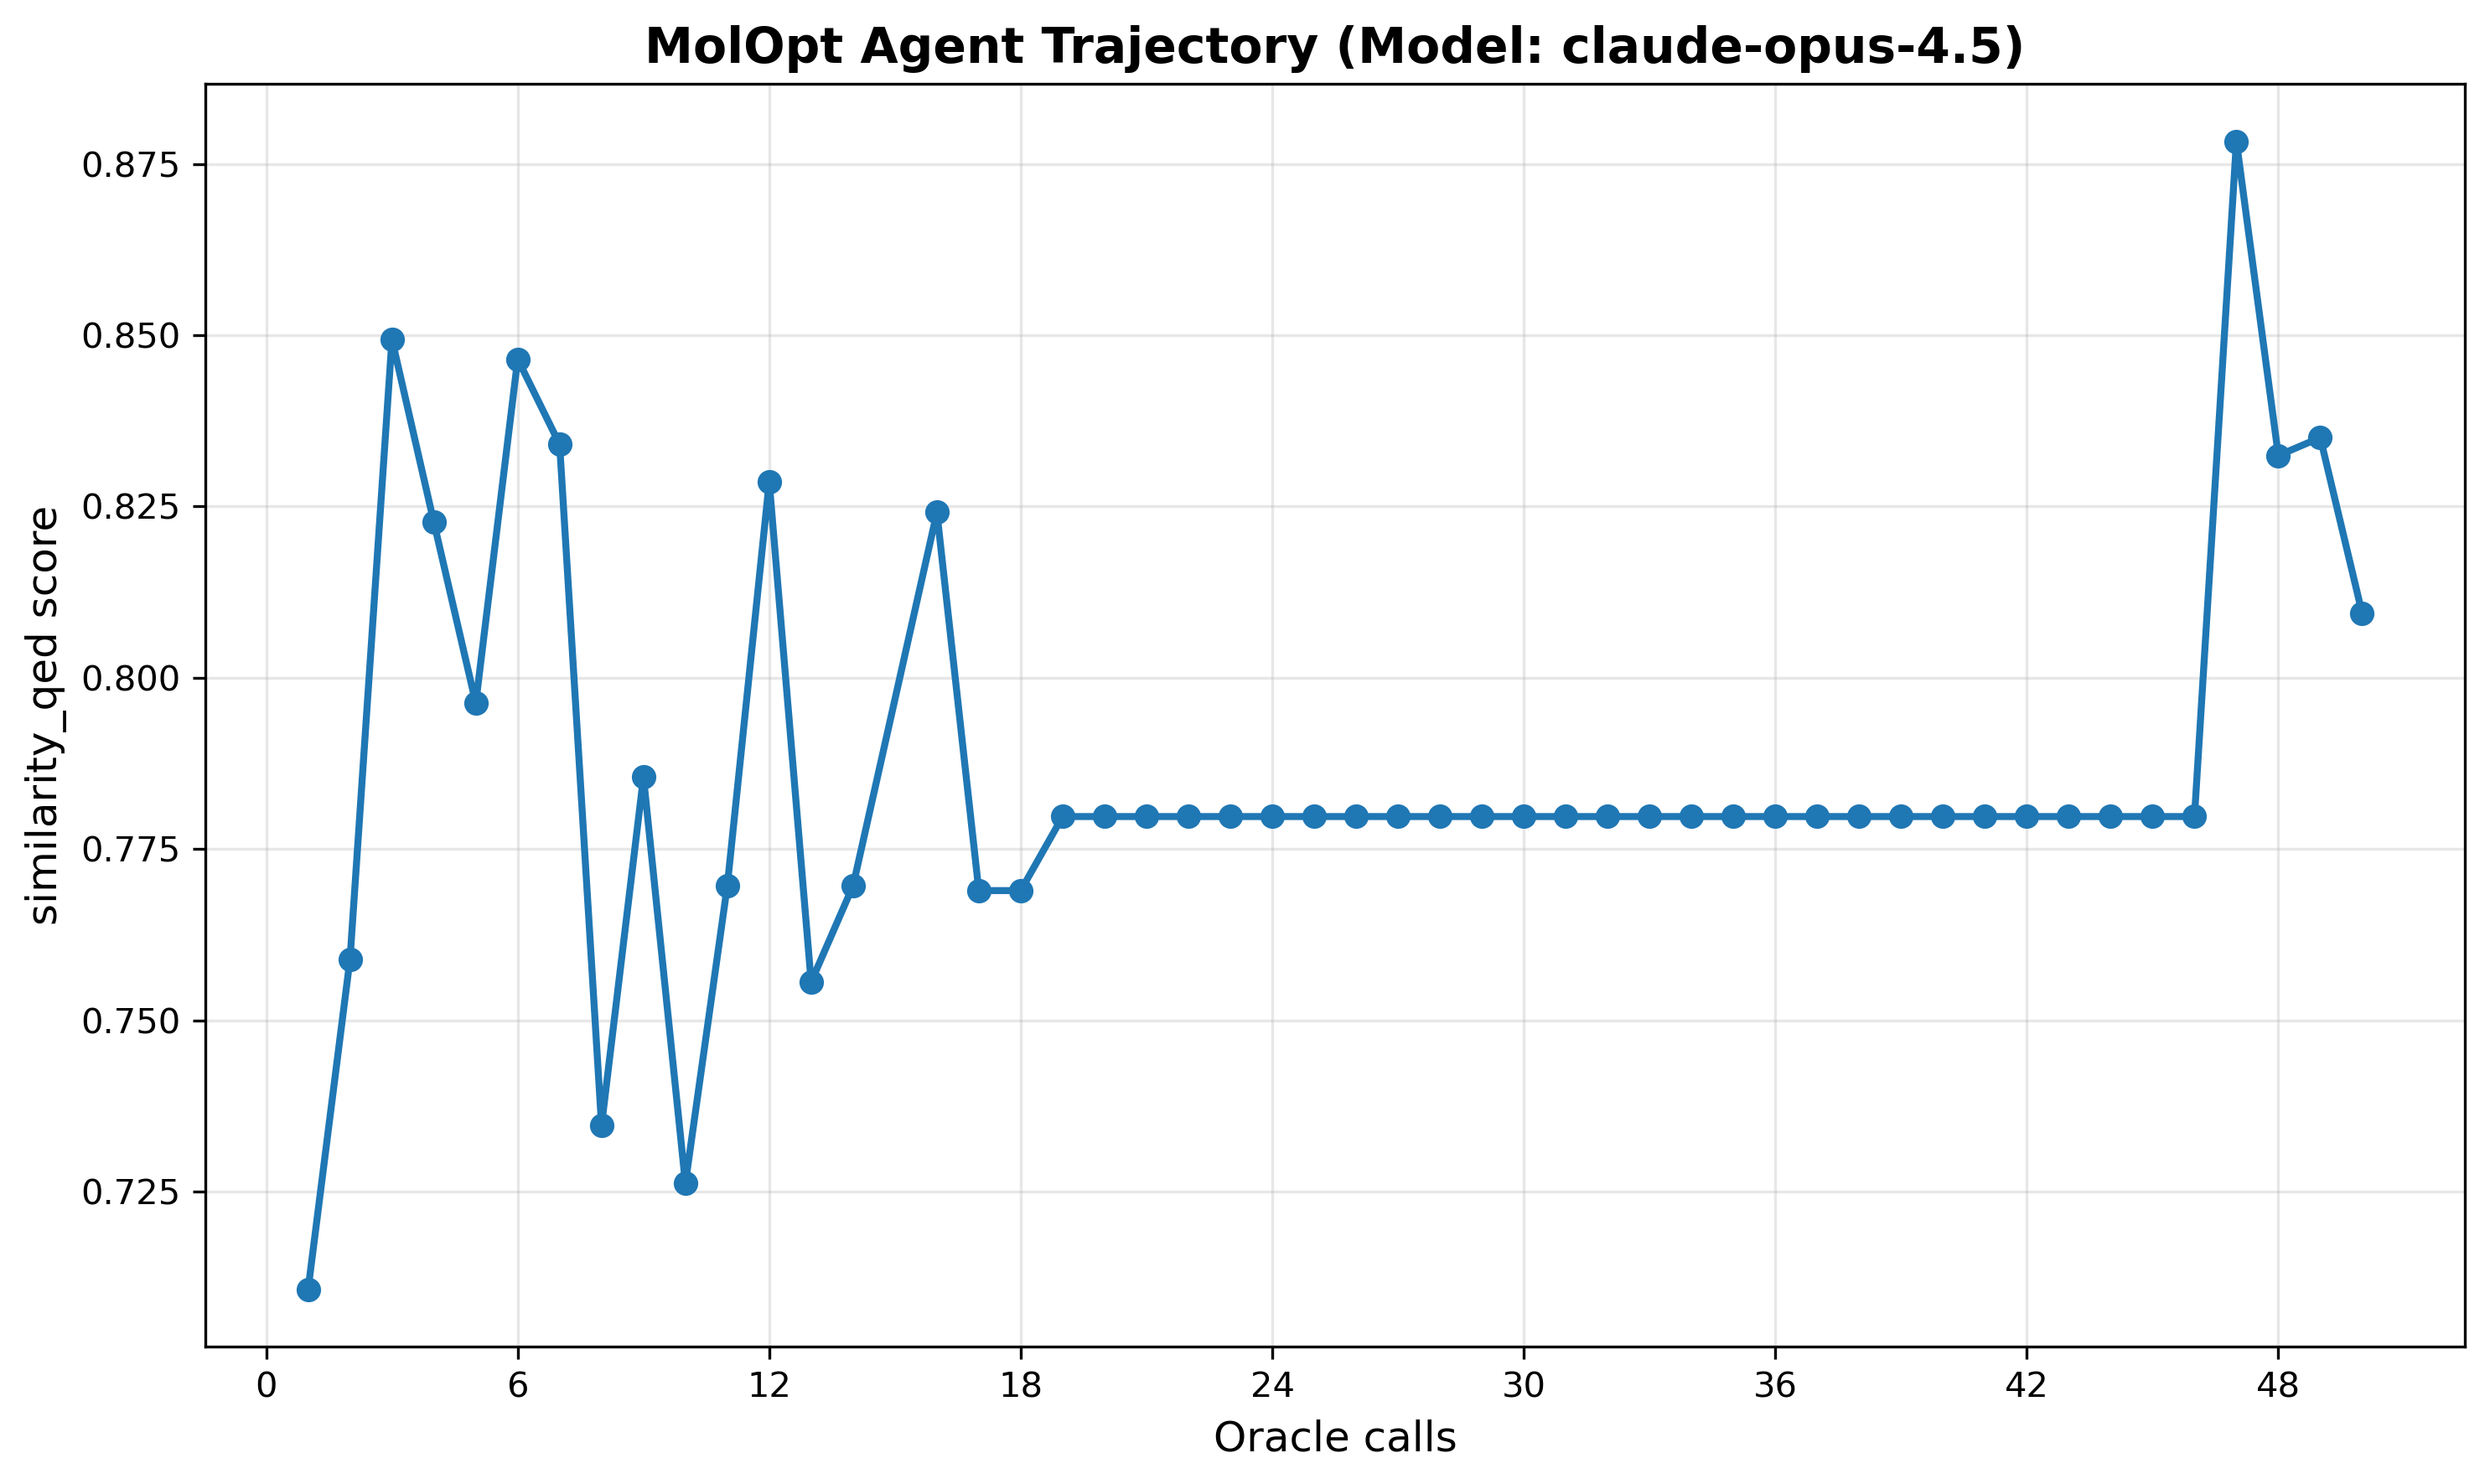 MolOpt Agent Trajectory (Model: claude-opus-4.5)
similarity_qed score
0.875
0.850
0.825
0.800
0.775
0.750
0.725
0 6 12 18 24 30 36 42 48
Oracle calls